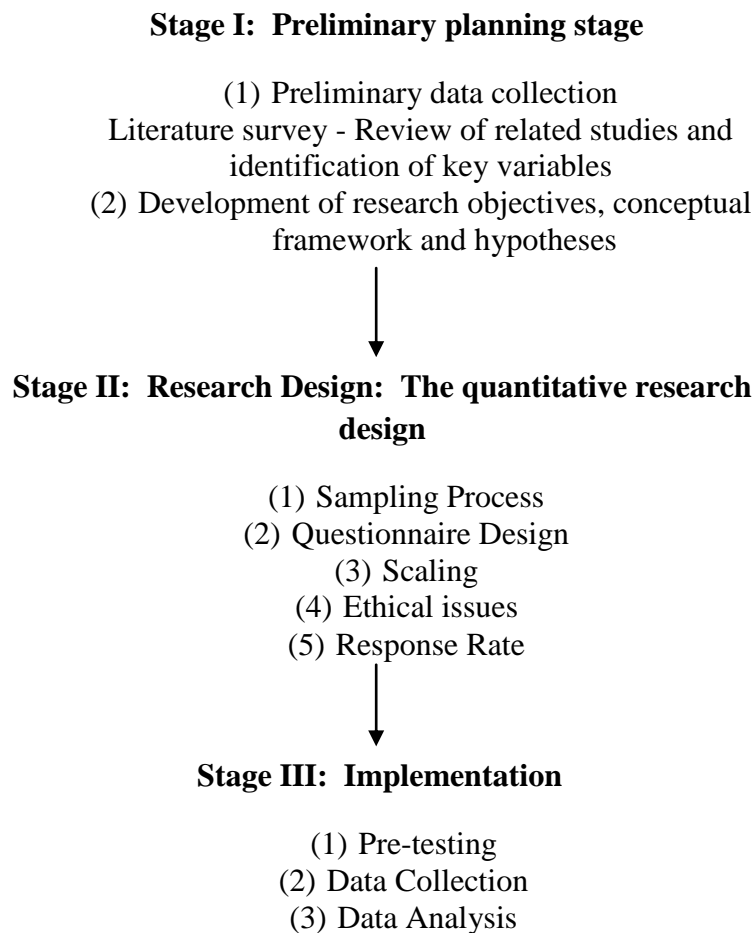 Stage I: Preliminary planning stage
(1) Preliminary data collection
Literature survey - Review of related studies and
identification of key variables
(2) Development of research objectives, conceptual
framework and hypotheses
Stage II: Research Design: The quantitative research
design
(1) Sampling Process
(2) Questionnaire Design
(3) Scaling
(4) Ethical issues
(5) Response Rate
Stage III: Implementation
(1) Pre-testing
(2) Data Collection
(3) Data Analysis